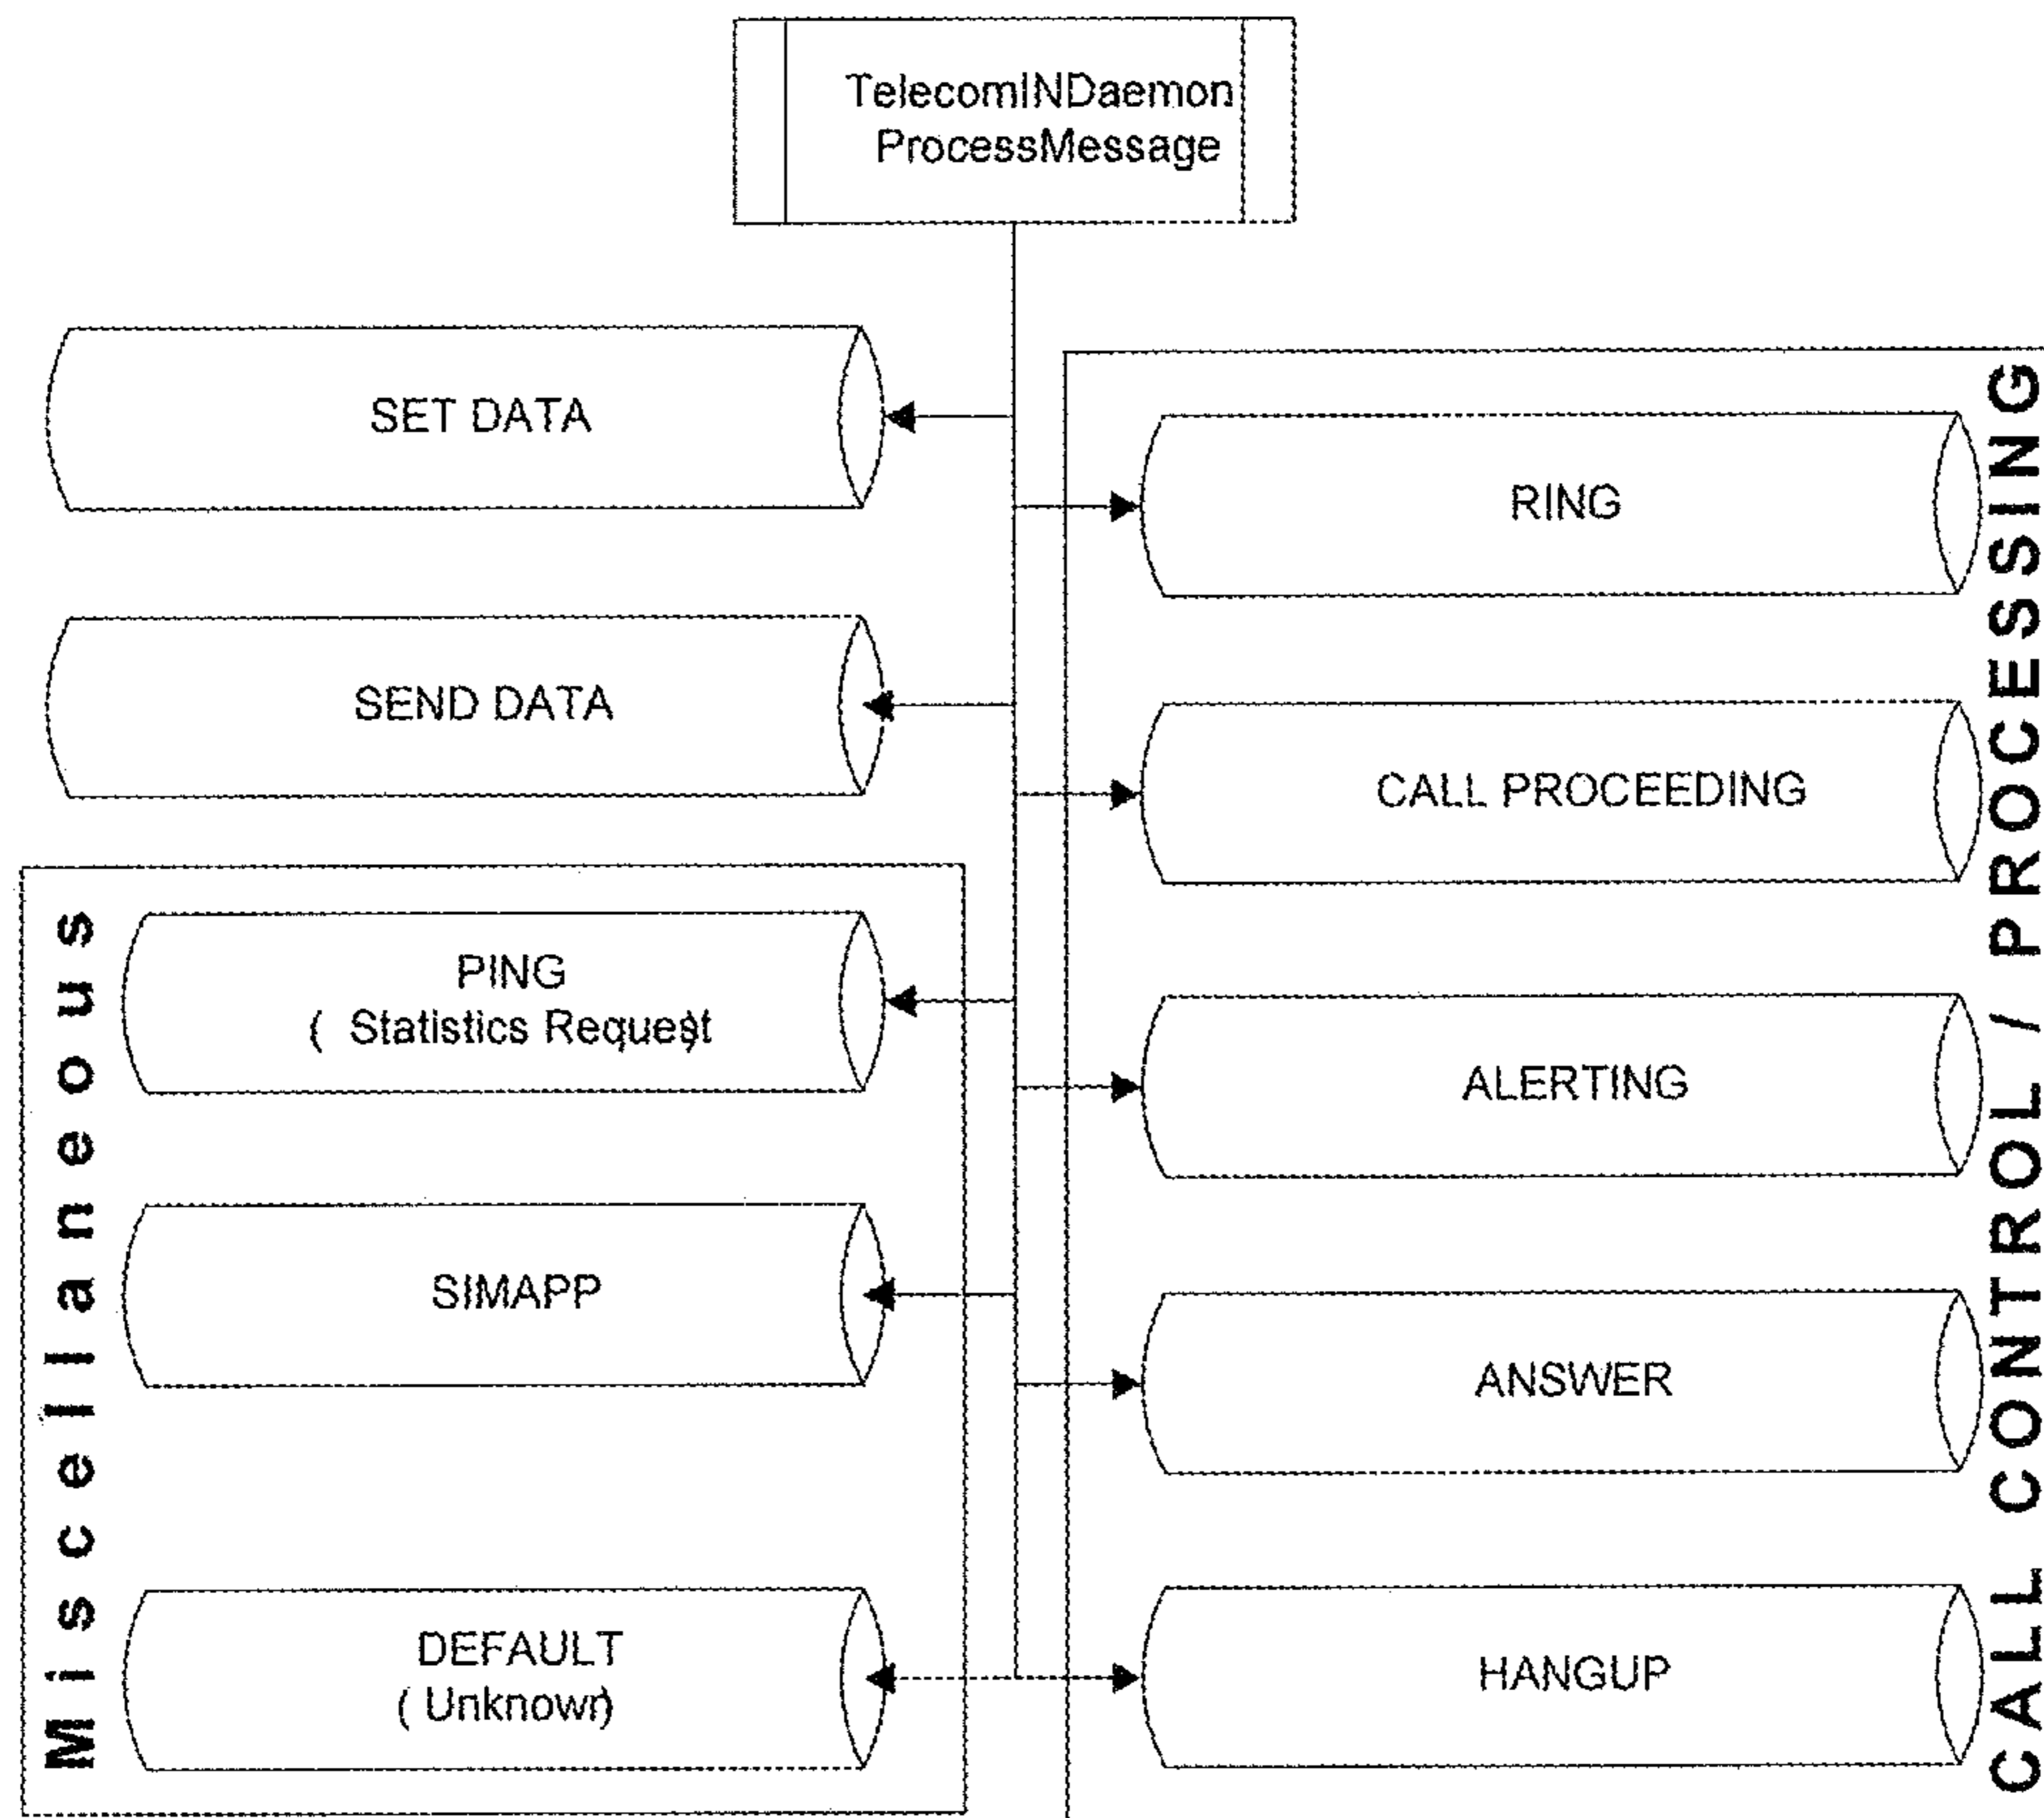 TelecomINDaemon
ProcessMessage
SET DATA
SEND DATA
Miscellaneous
PING
( Statistics Request)
SIMAPP
DEFAULT
( Unknown)
RING
CALL PROCEEDING
ALERTING
ANSWER
HANGUP
CALL CONTROL / PROCESSING